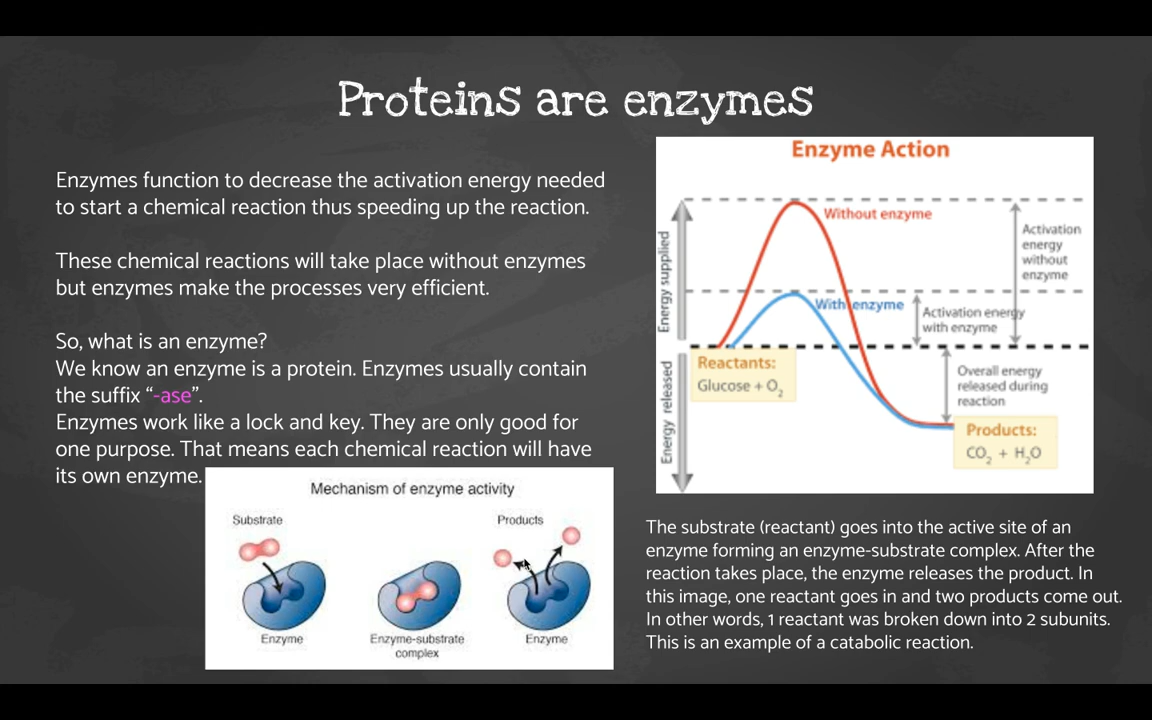 Proteins are enzymes
Enzymes function to decrease the activation energy needed
to start a chemical reaction thus speeding up the reaction.
These chemical reactions will take place without enzymes
but enzymes make the processes very efficient.
So, what is an enzyme?
We know an enzyme is a protein. Enzymes usually contain
the suffix “-ase”.
Enzymes work like a lock and key. They are only good for
one purpose. That means each chemical reaction will have
its own enzyme.
Mechanism of enzyme activity
Substrate
Products
Enzyme
Enzyme-substrate
complex
Enzyme
Enzyme Action
Energy supplied
Energy released
Without enzyme
With enzyme
Activation
energy
without
enzyme
Activation energy
with enzyme
Reactants:
Glucose + O₂
Overall energy
released during
reaction
Products:
CO₂ + H₂O
The substrate (reactant) goes into the active site of an
enzyme forming an enzyme-substrate complex. After the
reaction takes place, the enzyme releases the product. In
this image, one reactant goes in and two products come out.
In other words, 1 reactant was broken down into 2 subunits.
This is an example of a catabolic reaction.